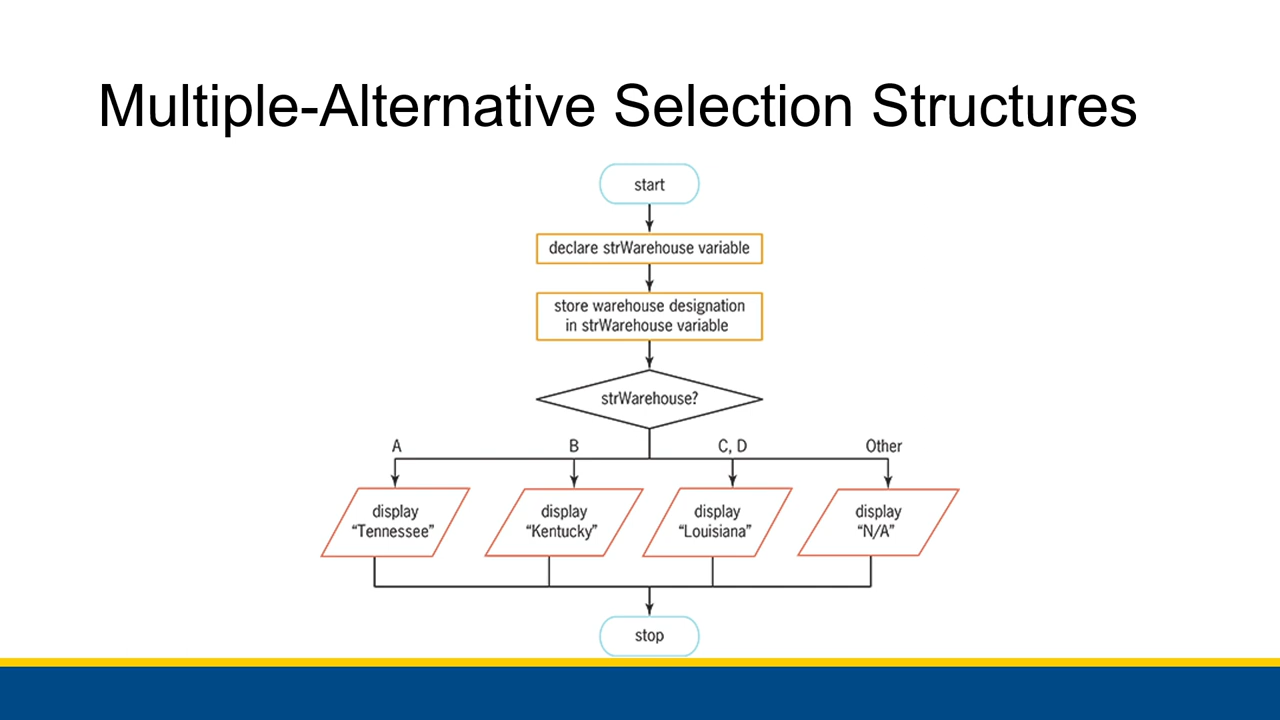 Multiple-Alternative Selection Structures
start
declare strWarehouse variable
store warehouse designation
in strWarehouse variable
strWarehouse?
A
B
C, D
Other
display
“Tennessee”
display
“Kentucky”
display
“Louisiana”
display
“N/A”
stop